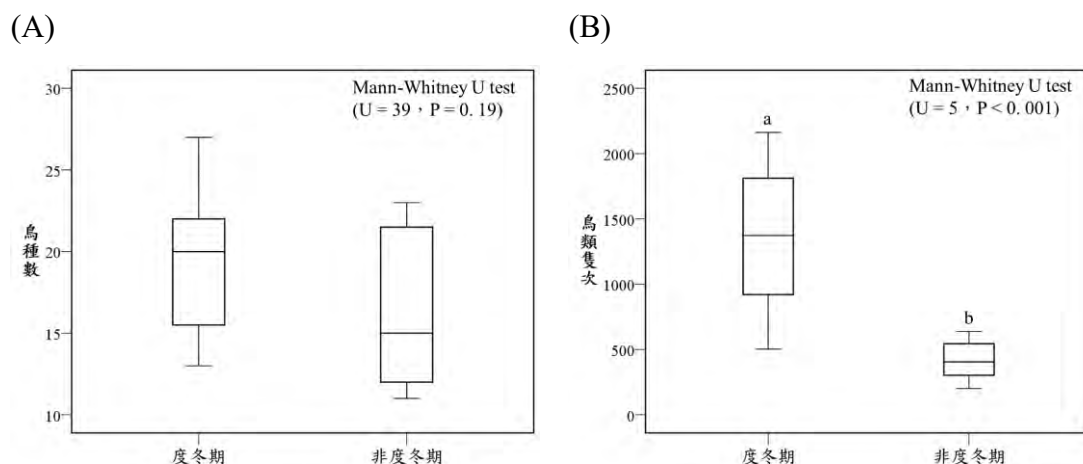 (A)
Mann-Whitney U test
(U = 39，P = 0. 19)
30
25
20
15
10
鳥種數
度冬期
非度冬期
(B)
Mann-Whitney U test
(U = 5，P < 0. 001)
a
b
2500
2000
1500
1000
500
0
鳥類隻次
度冬期
非度冬期